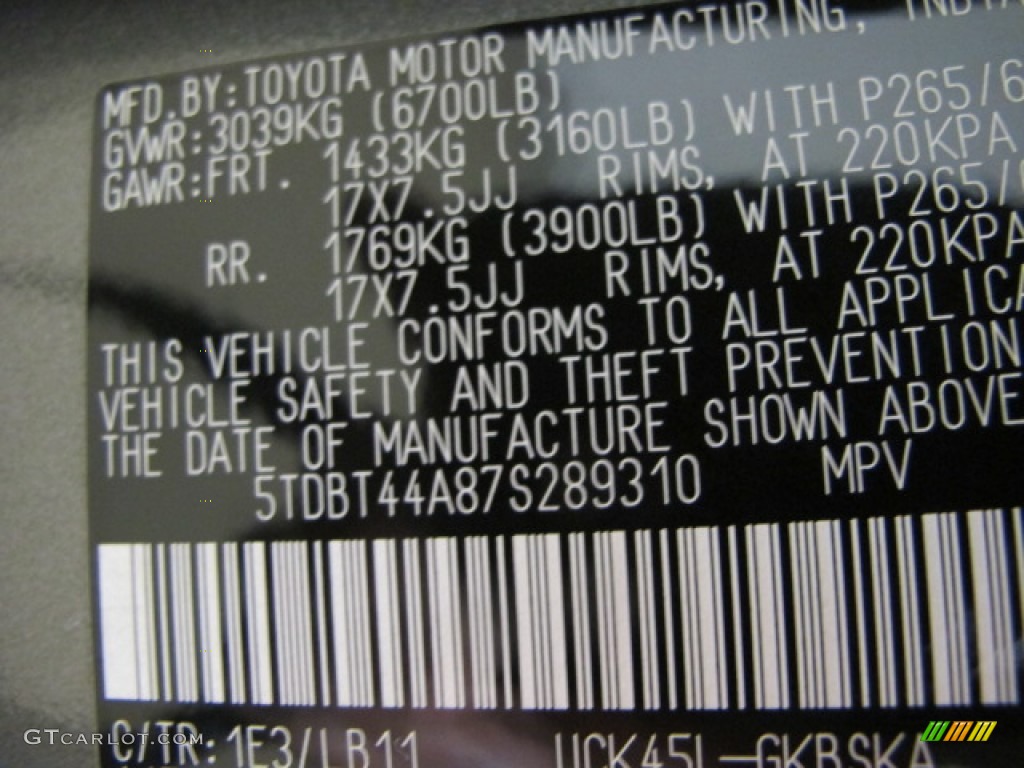 MFD.BY:TOYOTA MOTOR MANUFACTURING,
GVWR:3039KG (6700LB)
GAWR:FRT. 1433KG (3160LB) WITH P265/6
17X7.5JJ RIMS, AT 220KPA
RR. 1769KG (3900LB) WITH P265/
17X7.5JJ RIMS, AT 220KPA
THIS VEHICLE CONFORMS TO ALL APPLICA
VEHICLE SAFETY AND THEFT PREVENTION
THE DATE OF MANUFACTURE SHOWN ABOVE
5TDBT44A87S289310 MPV
C/TR:1E3/LB11 UCK45L-GKBSKA
GTCARLOT.COM